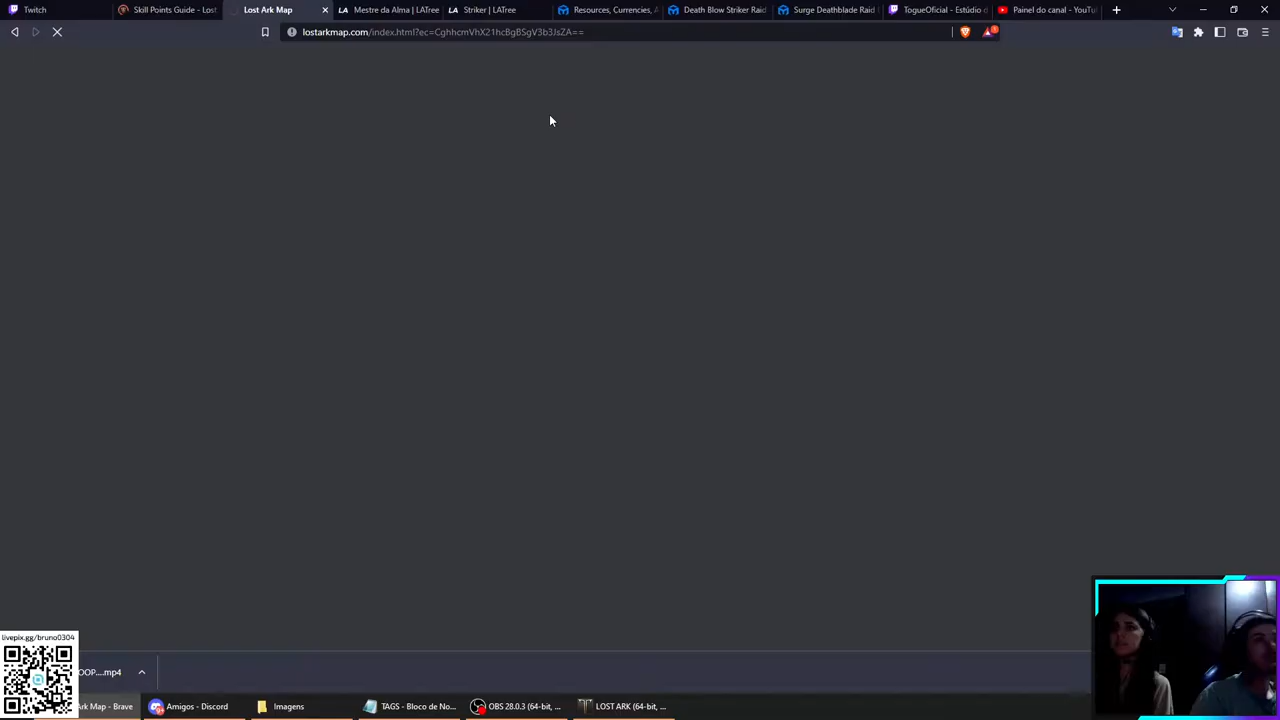 Twitch
Skill Points Guide - Lost
Lost Ark Map
LA Mestre da Alma | LATree
LA Striker | LATree
Resources, Currencies, A
Death Blow Striker Raid
Surge Deathblade Raid
TogueOficial - Estúdio d
Painel do canal - YouTu
lostarkmap.com/index.html?ec=CghhcmVhX21hcBgBSgV3b3JsZA==
livepix.gg/bruno0304
OOP....mp4
Ark Map - Brave
Amigos - Discord
Imagens
TAGS - Bloco de No...
OBS 28.0.3 (64-bit, ...
LOST ARK (64-bit, ...